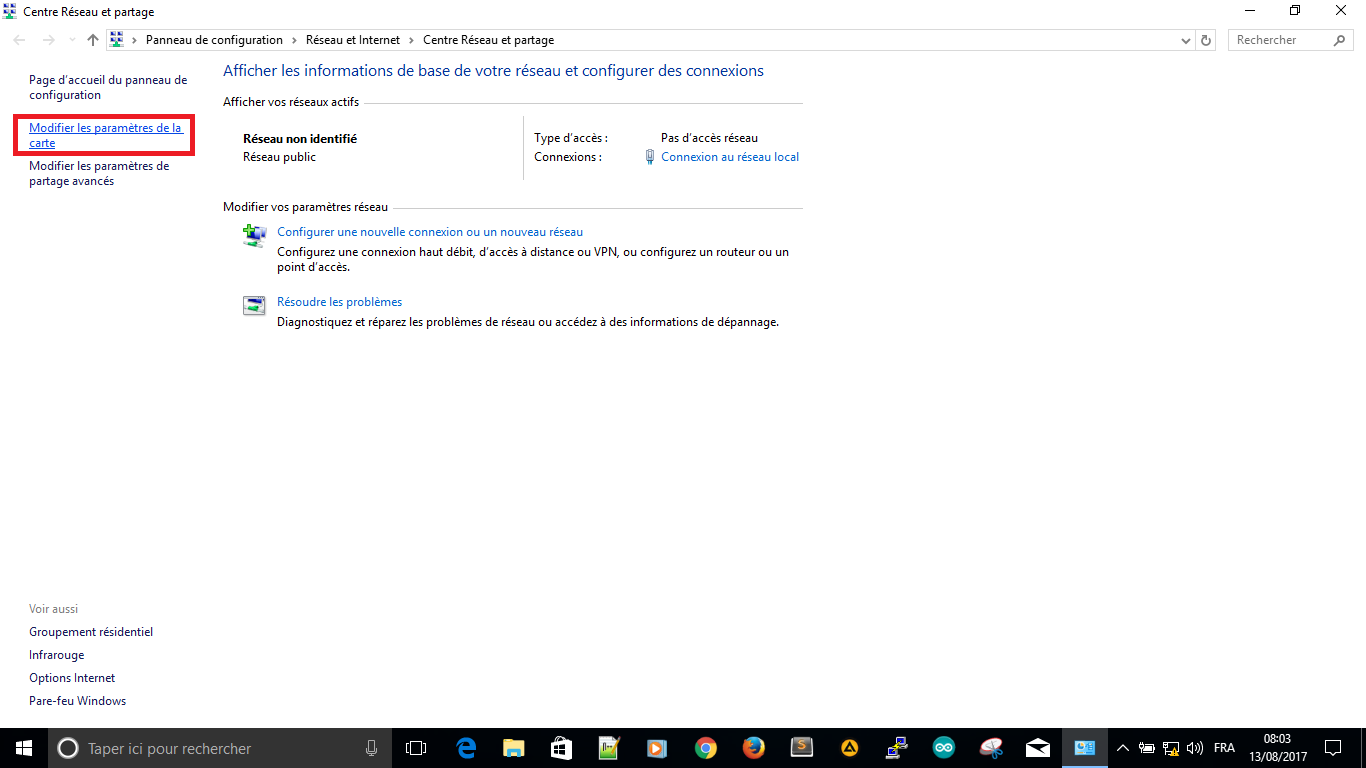 Centre Réseau et partage
Panneau de configuration
Réseau et Internet
Centre Réseau et partage
Rechercher
Page d'accueil du panneau de
configuration
Modifier les paramètres de la
carte
Modifier les paramètres de
partage avancés
Afficher les informations de base de votre réseau et configurer des connexions
Afficher vos réseaux actifs
Réseau non identifié
Réseau public
Type d'accès :
Pas d'accès réseau
Connexions :
Connexion au réseau local
Modifier vos paramètres réseau
Configurer une nouvelle connexion ou un nouveau réseau
Configurez une connexion haut débit, d'accès à distance ou VPN, ou configurez un routeur ou un
point d'accès.
Résoudre les problèmes
Diagnostiquez et réparez les problèmes de réseau ou accédez à des informations de dépannage.
Voir aussi
Groupement résidentiel
Infrarouge
Options Internet
Pare-feu Windows
Taper ici pour rechercher
FRA
08:03
13/08/2017